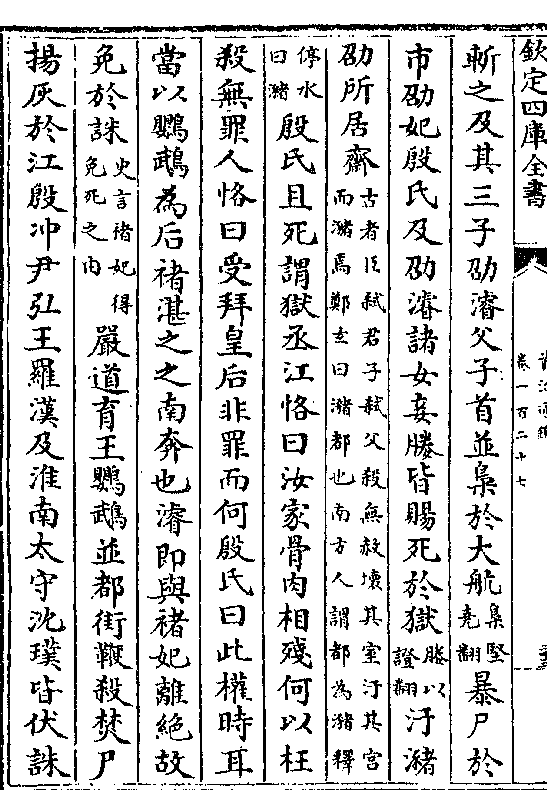 欽定四庫全書
資治通鑑
卷一百二十七
斬之及其三子劭濬父子首並梟於大航梟堅堯翻暴尸於
市劭妃殷氏及劭濬諸女妾媵皆賜死於獄媵以證翻汙瀦
劭所居齋古者臣弑君子弑父殺無赦壞其室汙其宫而瀦焉鄭玄曰瀦都也南方人謂都為瀦釋
停水曰瀦殷氏且死謂獄丞江恪曰汝家骨肉相殘何以枉
殺無罪人恪曰受拜皇后非罪而何殷氏曰此權時耳
當以鸚鵡為后禇湛之之南奔也濬即與禇妃離絶故
免於誅史言禇妃得免死之由嚴道育王鸚鵡並都街鞭殺焚尸
揚灰於江殷沖尹弘王羅漢及淮南太守沈璞皆伏誅